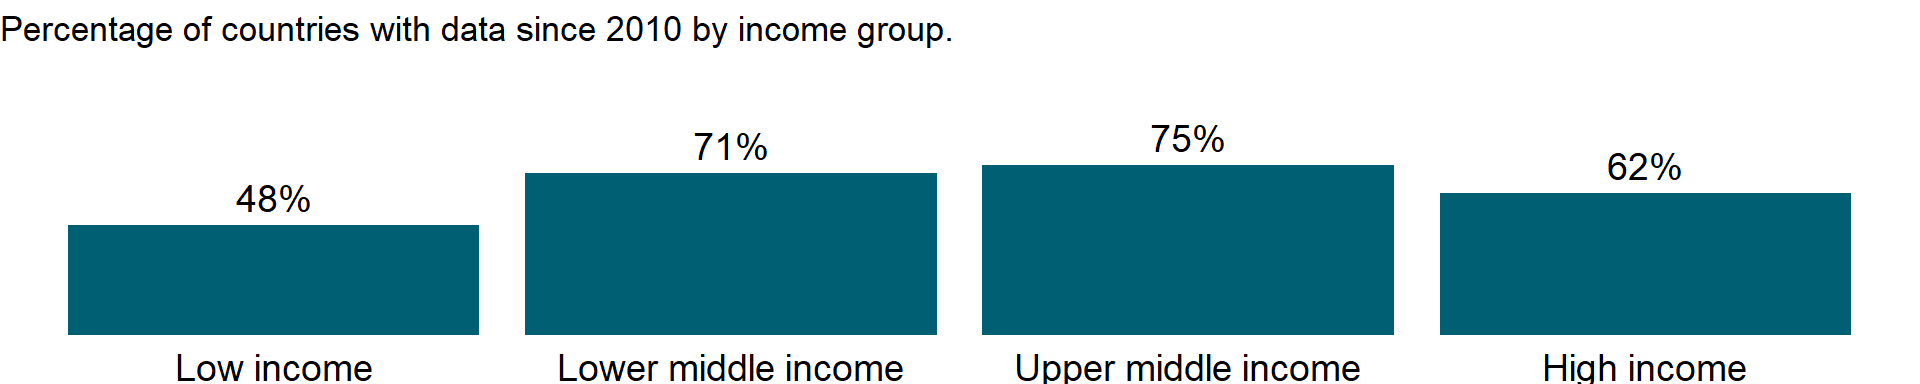 Percentage of countries with data since 2010 by income group.
48%
71%
75%
62%
Low income
Lower middle income
Upper middle income
High income